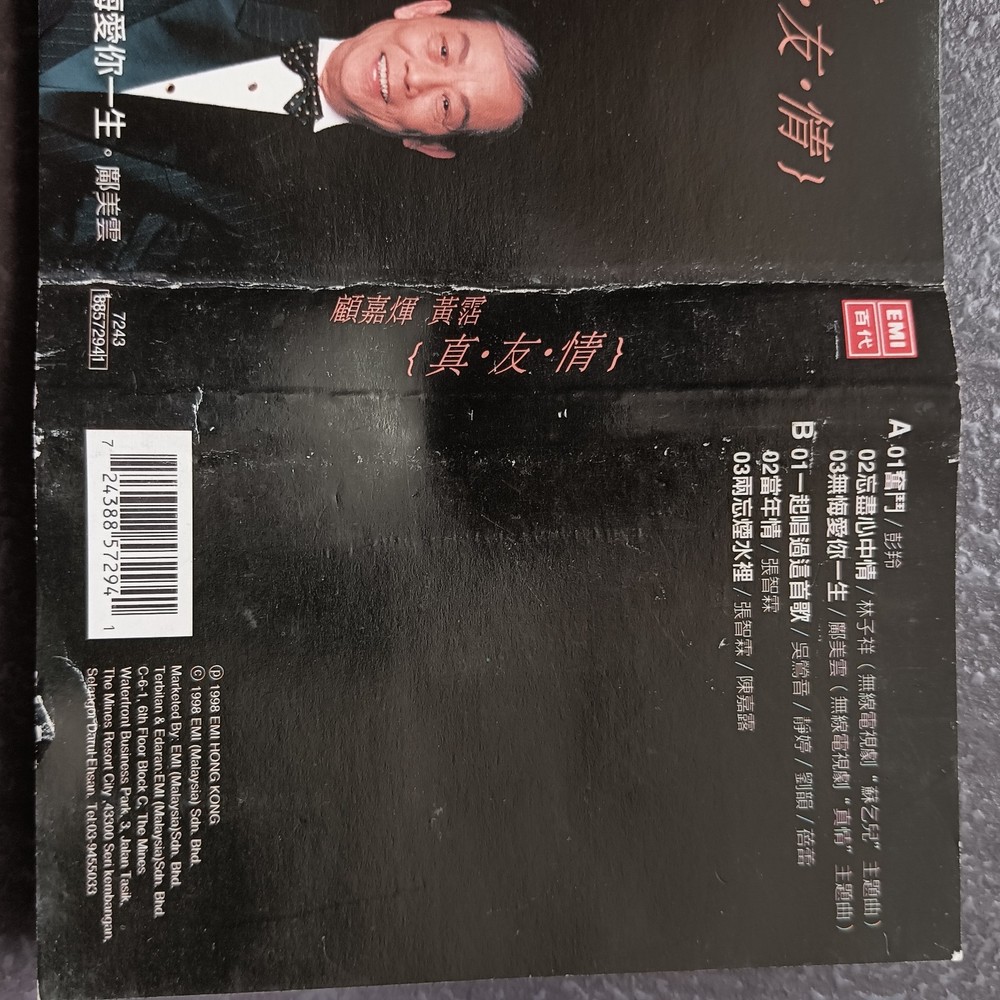 悔愛你一生。鄺美雲
·友·情}
顧嘉煇 黃霑
{真·友·情}
EMI
百代
7243
88572941
A 01奮鬥/彭羚
02忘盡心中情/林子祥(無線電視劇“蘇乞兒”主題曲)
03無悔愛你一生/鄺美雲(無線電視劇“真情”主題曲)
B 01一起唱過這首歌/吳鶯音/靜婷/劉韻/蓓蕾
02當年情/張智霖
03兩忘煙水裡/張智霖/陳嘉露
7 24388 57294 1
℗ 1998 EMI HONG KONG
© 1998 EMI (Malaysia) Sdn. Bhd.
Marketed By: EMI (Malaysia)Sdn. Bhd.
Terbitan & Edaran:EMI (Malaysia)Sdn. Bhd.
C-6-1, 6th Floor Block C, The Mines
Waterfront Business Park, 3, Jalan Tasik,
The Mines Resort City ,43300 Seri kembangan,
Selangor Darul Ehsan. Tel:03-9455033